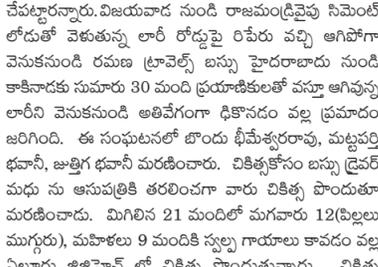 చేపట్టారన్నారు.విజయవాడ నుండి రాజమండ్రివైపు సిమెంట్
లోడుతో వెళుతున్న లారీ రోడ్డుపై రిపేరు వచ్చి ఆగిపోగా
వెనుకనుండి రమణ ట్రావెల్స్ బస్సు హైదరాబాదు నుండి
కాకినాడకు సుమారు 30 మంది ప్రయాణికులతో వస్తూ ఆగివున్న
లారీని వెనుకనుండి అతివేగంగా ఢికొనడం వల్ల ప్రమాదం
జరిగింది. ఈ సంఘటనలో బొందు భీమేశ్వరరావు, మట్టపర్తి
భవానీ, జుత్తిగ భవానీ మరణించారు. చికిత్సకోసం బస్సు డ్రైవర్
మధు ను ఆసుపత్రికి తరలించగా వారు చికిత్స పొందుతూ
మరణించాడు. మిగిలిన 21 మందిలో మగవారు 12(పిల్లలు
ముగ్గురు), మహిళలు 9 మందికి స్వల్ప గాయాలు కావడం వల్ల
ఏలూరు జిజిహెచ్ లో చికిత్స పొందుతున్నారు. చికిత్స